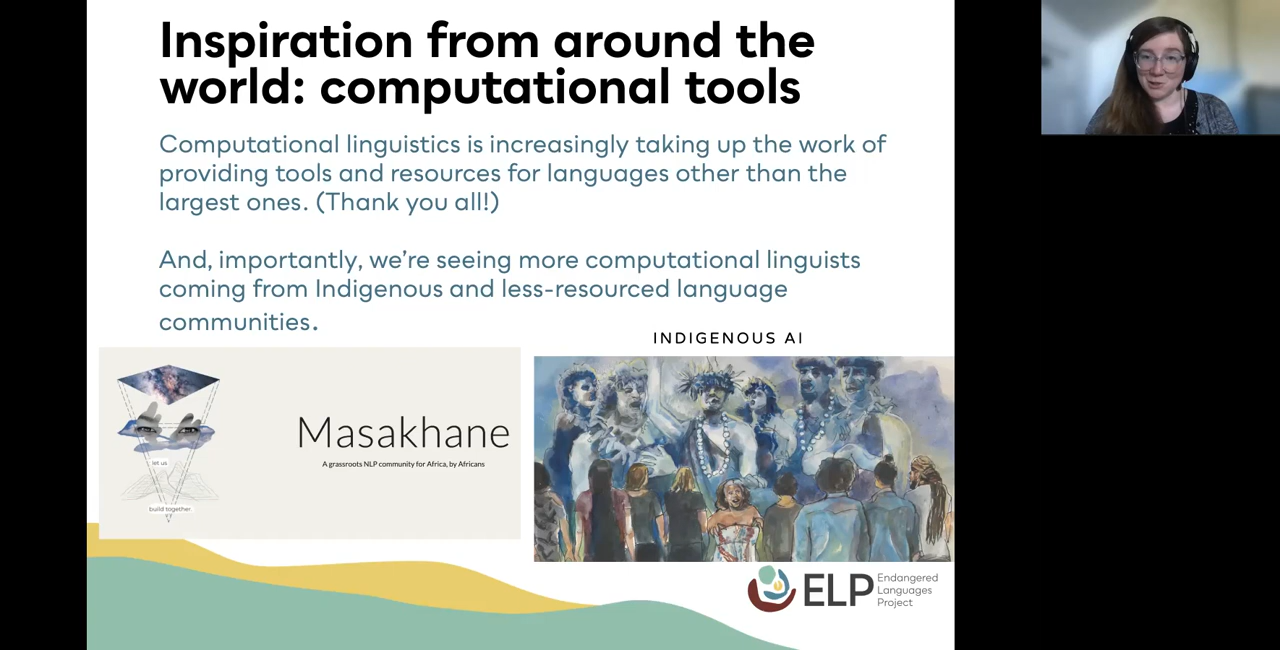 Inspiration from around the
world: computational tools
Computational linguistics is increasingly taking up the work of
providing tools and resources for languages other than the
largest ones. (Thank you all!)
And, importantly, we're seeing more computational linguists
coming from Indigenous and less-resourced language
communities.
INDIGENOUS AI
Masakhane
A grassroots NLP community for Africa, by Africans
let us
build together.
ELP
Endangered
Languages
Project